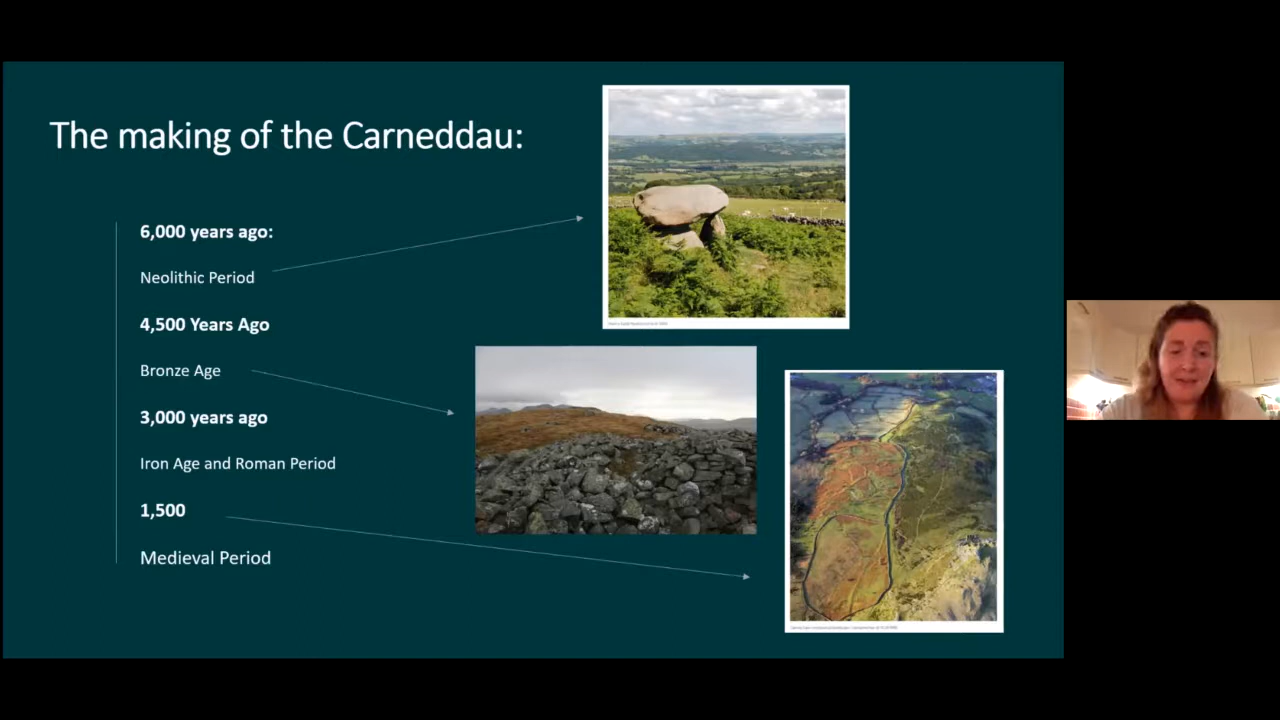 The making of the Carneddau:
6,000 years ago:
Neolithic Period
4,500 Years Ago
Bronze Age
3,000 years ago
Iron Age and Roman Period
1,500
Medieval Period